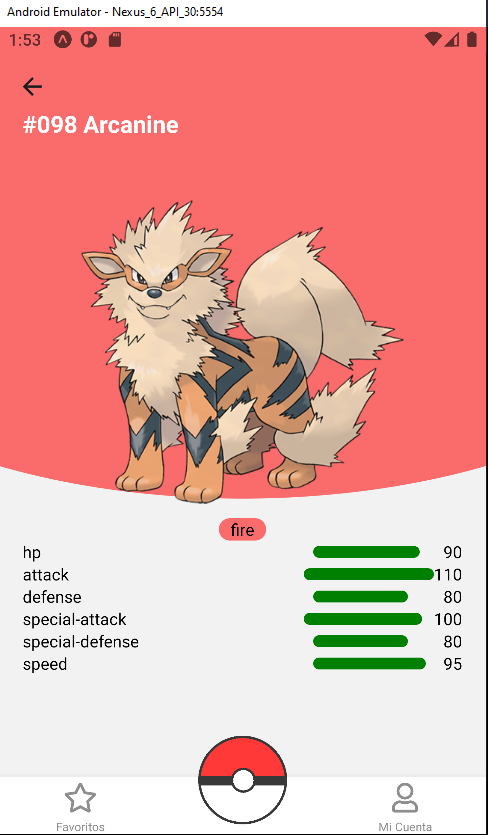 Android Emulator - Nexus_6_API_30:5554
1:53
#098 Arcanine
fire
hp 90
attack 110
defense 80
special-attack 100
special-defense 80
speed 95
Favoritos
Mi Cuenta